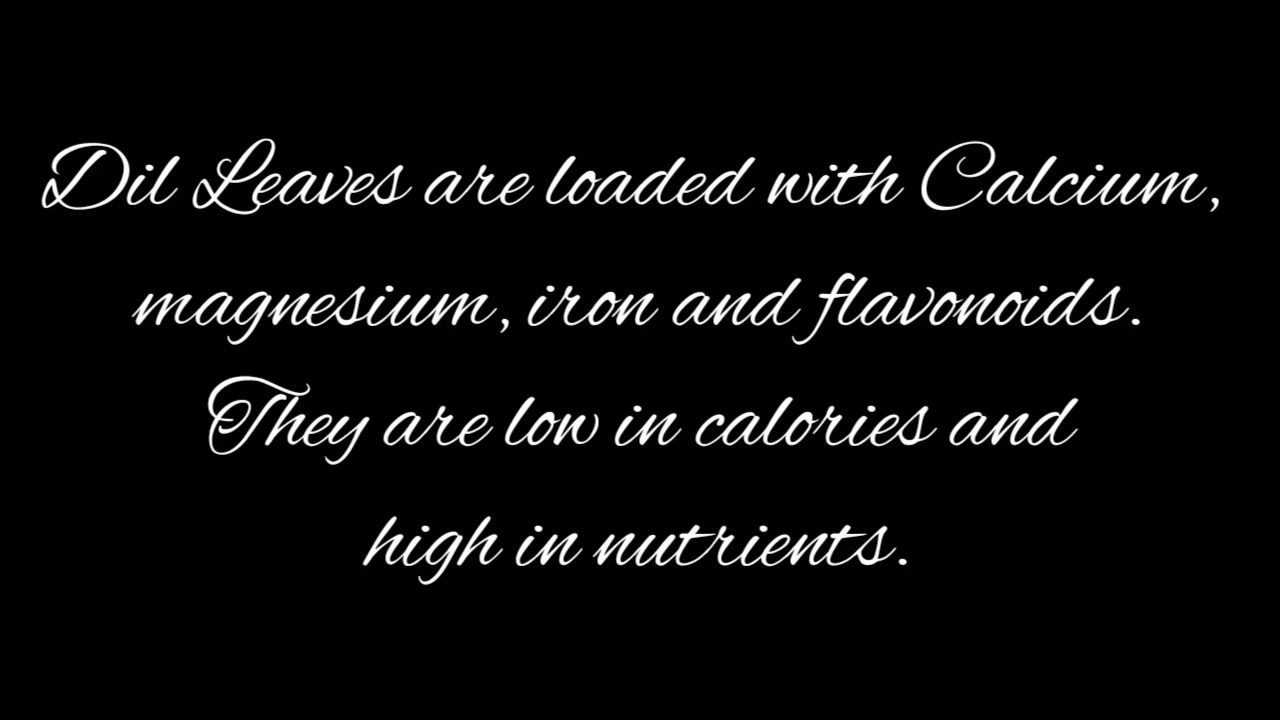 Dil Leaves are loaded with Calcium,
magnesium, iron and flavonoids.
They are low in calories and
high in nutrients.